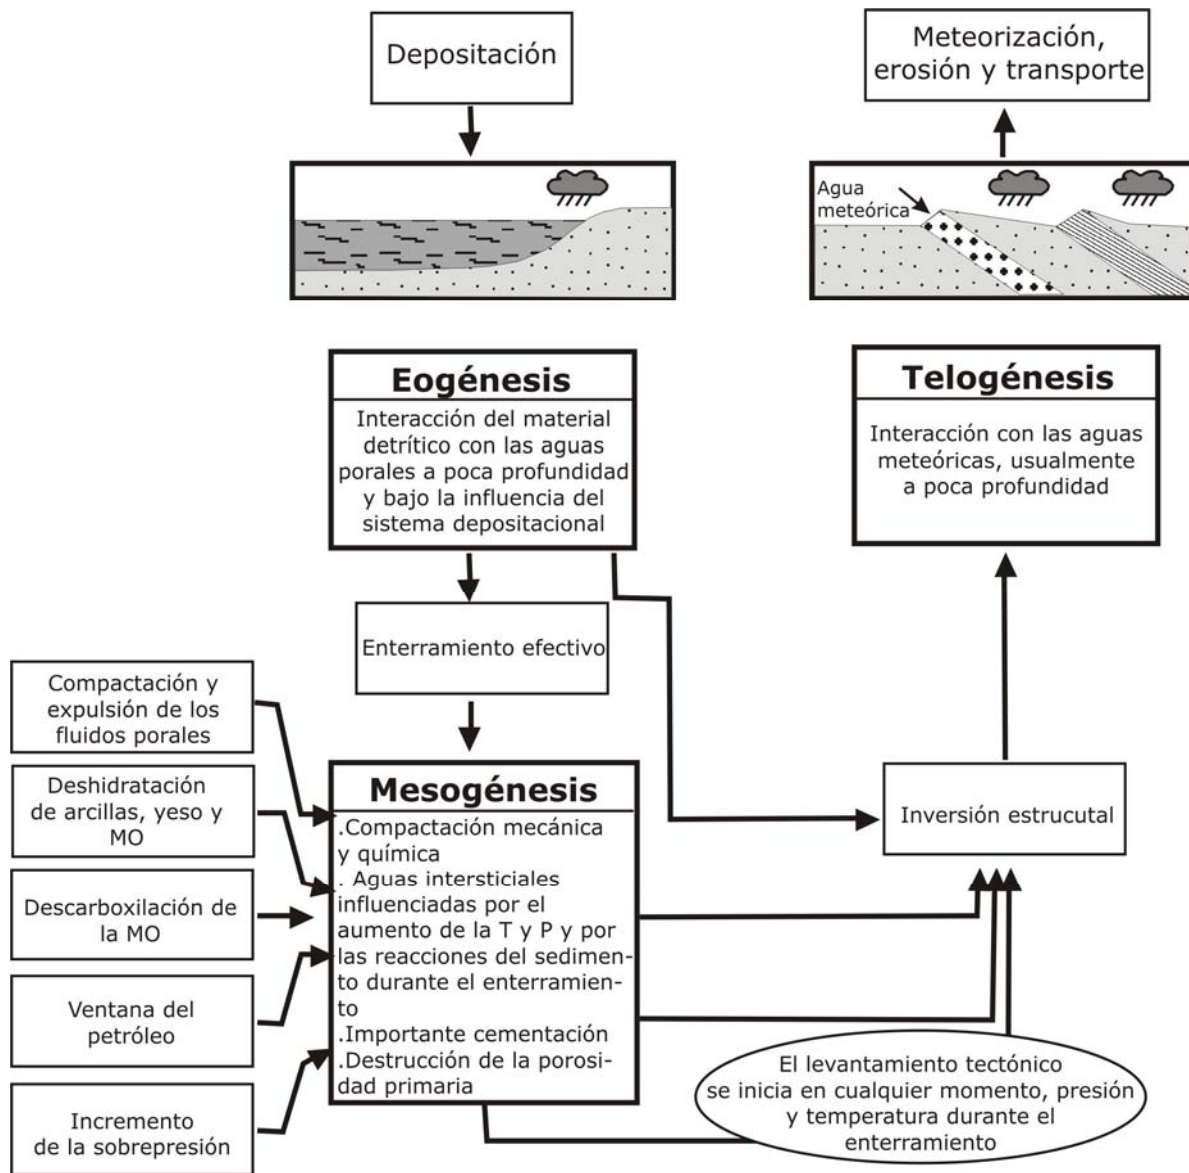 Depositación
Meteorización,
erosión y transporte
Agua
meteórica
Eogénesis
Interacción del material
detrítico con las aguas
porales a poca profundidad
y bajo la influencia del
sistema depositacional
Telogénesis
Interacción con las aguas
meteóricas, usualmente
a poca profundidad
Enterramiento efectivo
Compactación y
expulsión de los
fluidos porales
Deshidratación
de arcillas, yeso y
MO
Descarboxilación de
la MO
Ventana del
petróleo
Incremento
de la sobrepresión
Mesogénesis
.Compactación mecánica
y química
. Aguas intersticiales
influenciadas por el
aumento de la T y P y por
las reacciones del sedimen-
to durante el enterramien-
to
.Importante cementación
.Destrucción de la porosi-
dad primaria
Inversión estrucutal
El levantamiento tectónico
se inicia en cualquier momento, presión
y temperatura durante el
enterramiento